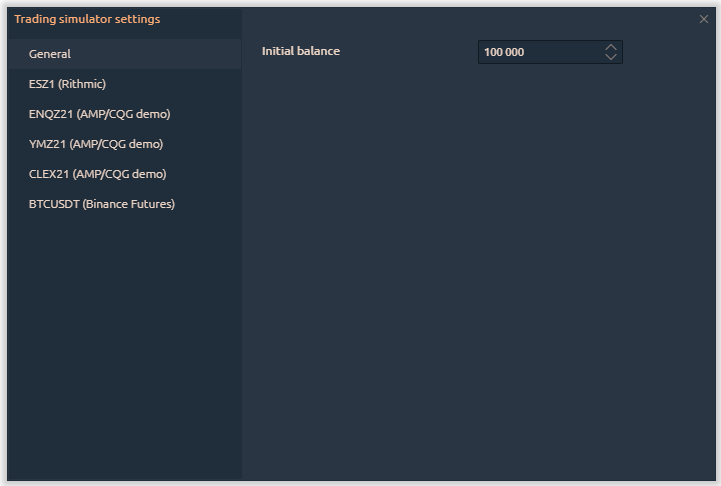 Trading simulator settings
General
Initial balance
100 000
ESZ1 (Rithmic)
ENQZ21 (AMP/CQG demo)
YMZ21 (AMP/CQG demo)
CLEX21 (AMP/CQG demo)
BTCUSDT (Binance Futures)